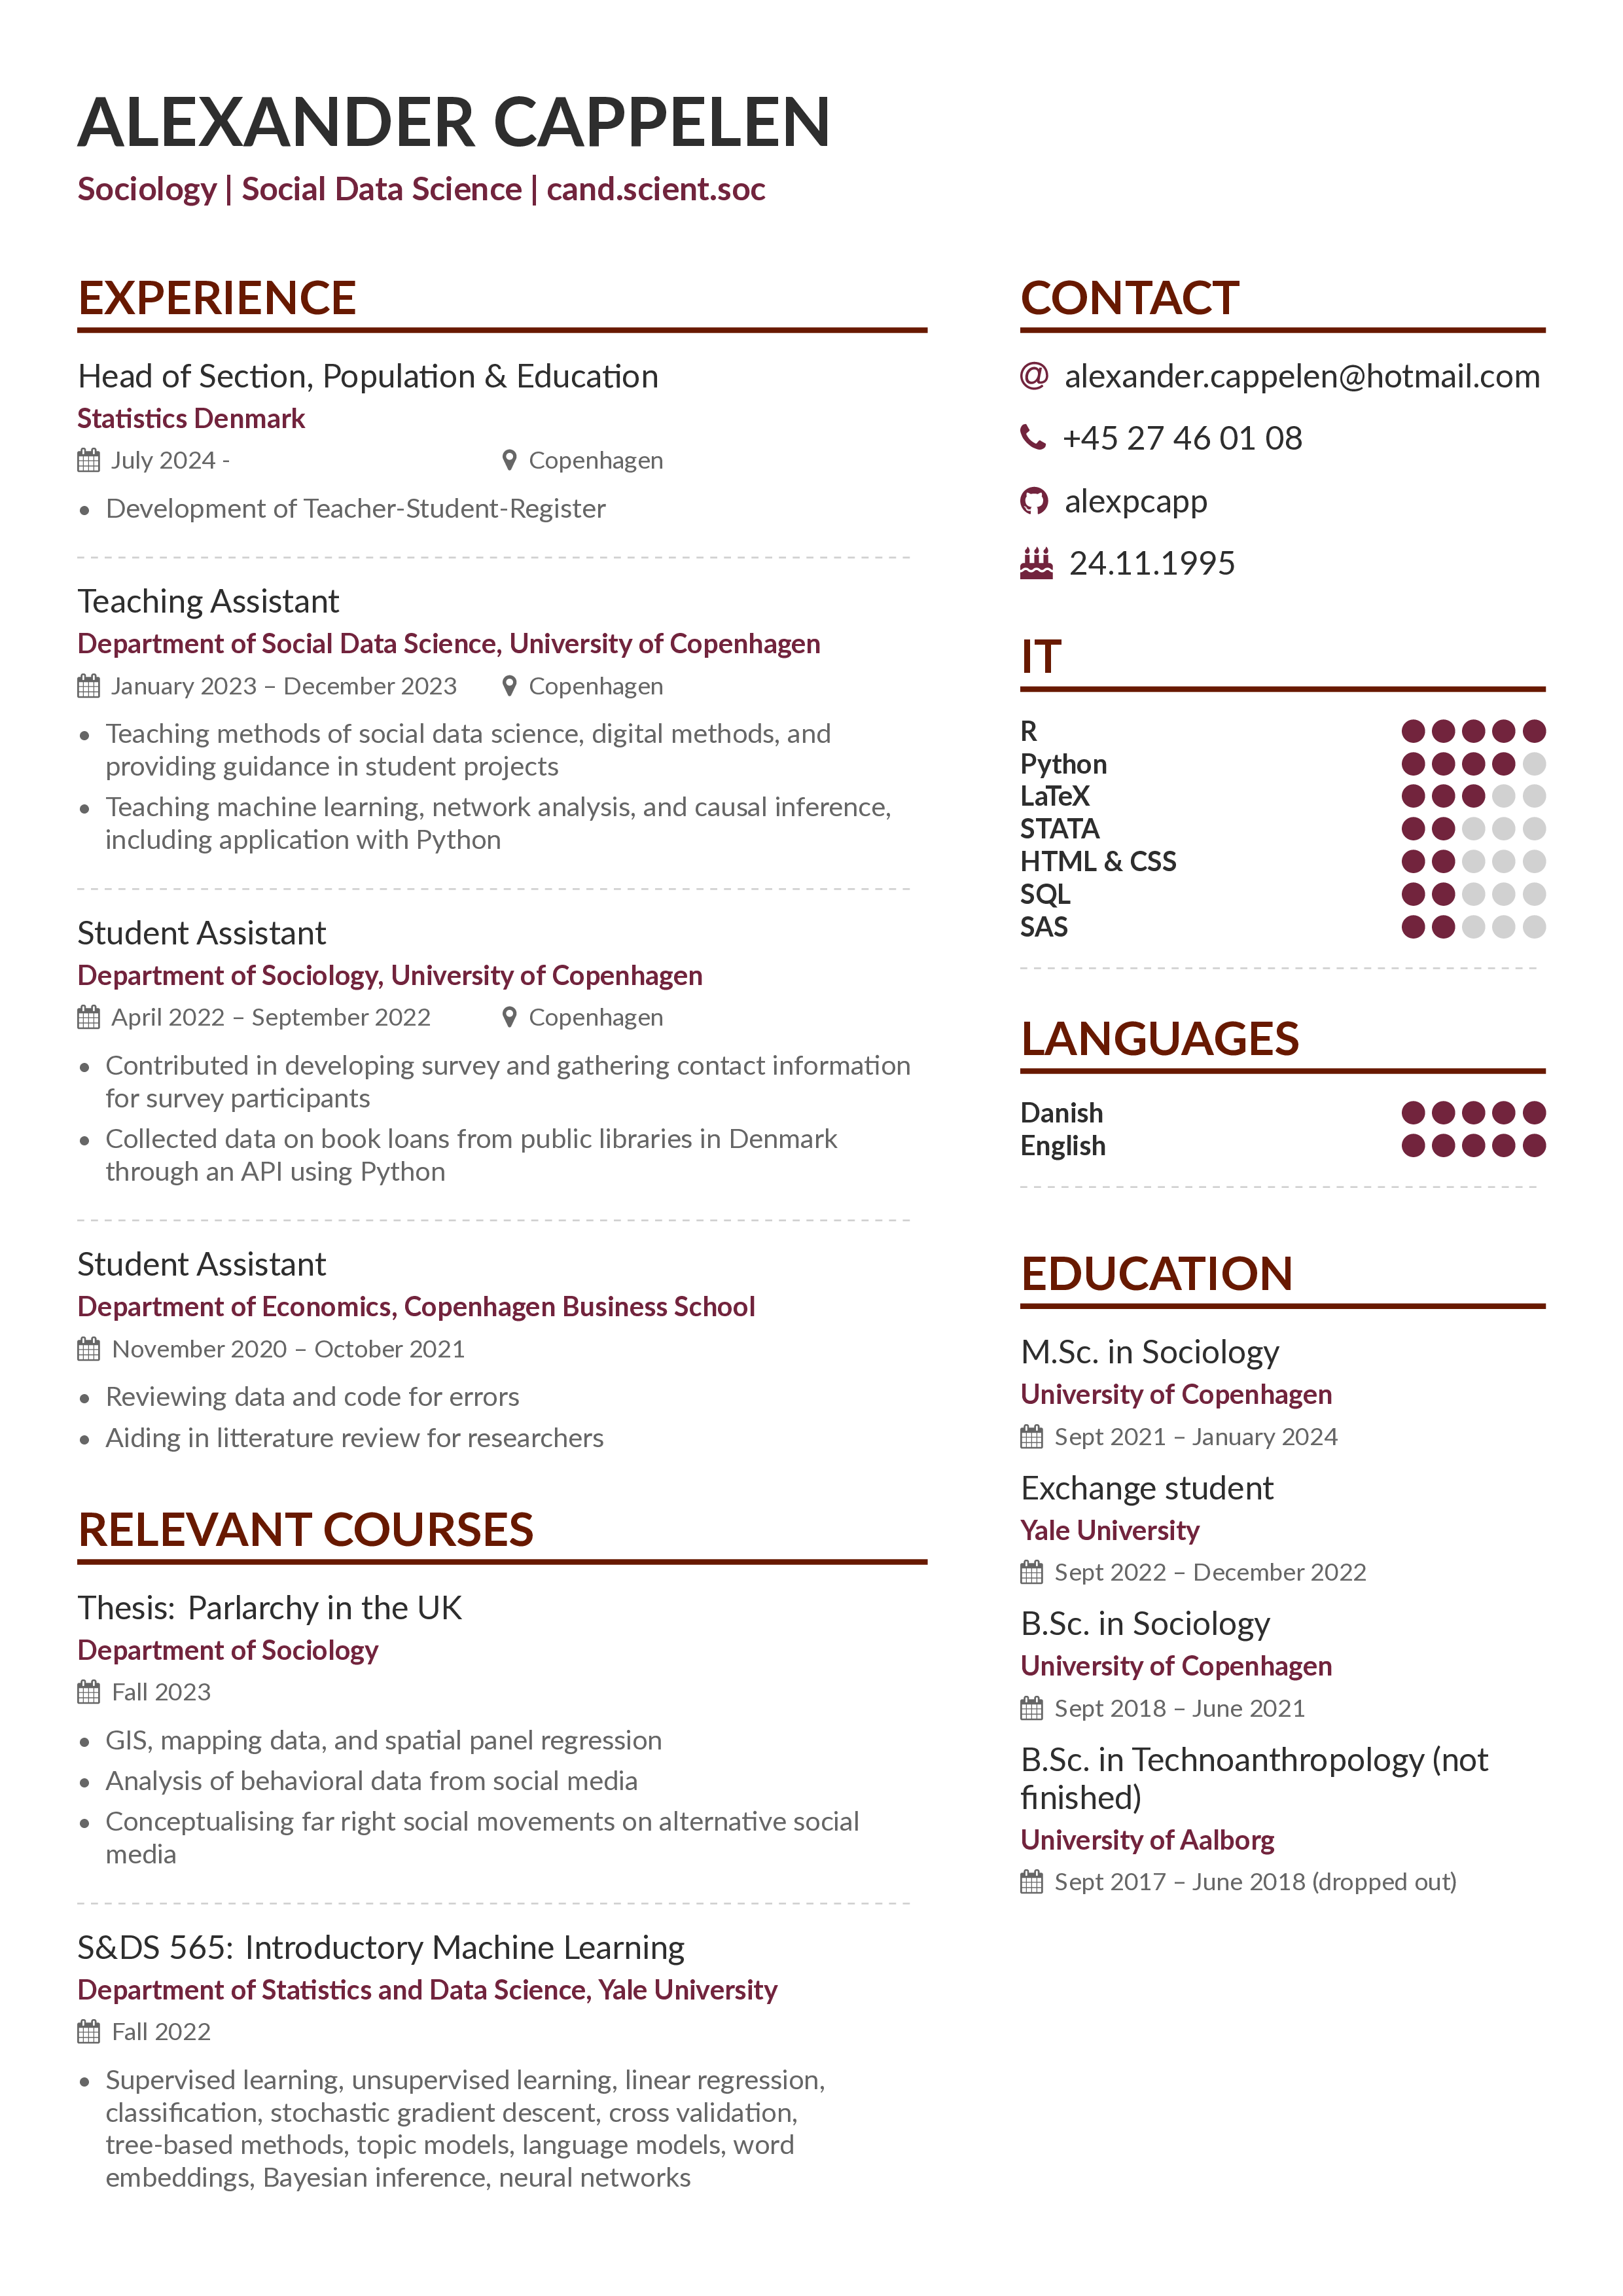 ALEXANDER CAPPELEN
Sociology | Social Data Science | cand.scient.soc
EXPERIENCE
Head of Section, Population & Education
Statistics Denmark
July 2024 -
Copenhagen
• Development of Teacher-Student-Register
Teaching Assistant
Department of Social Data Science, University of Copenhagen
January 2023 – December 2023
Copenhagen
• Teaching methods of social data science, digital methods, and
providing guidance in student projects
• Teaching machine learning, network analysis, and causal inference,
including application with Python
Student Assistant
Department of Sociology, University of Copenhagen
April 2022 – September 2022
Copenhagen
• Contributed in developing survey and gathering contact information
for survey participants
• Collected data on book loans from public libraries in Denmark
through an API using Python
Student Assistant
Department of Economics, Copenhagen Business School
November 2020 – October 2021
• Reviewing data and code for errors
• Aiding in litterature review for researchers
RELEVANT COURSES
Thesis: Parlarchy in the UK
Department of Sociology
Fall 2023
• GIS, mapping data, and spatial panel regression
• Analysis of behavioral data from social media
• Conceptualising far right social movements on alternative social
media
S&DS 565: Introductory Machine Learning
Department of Statistics and Data Science, Yale University
Fall 2022
• Supervised learning, unsupervised learning, linear regression,
classification, stochastic gradient descent, cross validation,
tree-based methods, topic models, language models, word
embeddings, Bayesian inference, neural networks
CONTACT
@ alexander.cappelen@hotmail.com
+45 27 46 01 08
alexpcapp
24.11.1995
IT
R
Python
LaTeX
STATA
HTML & CSS
SQL
SAS
LANGUAGES
Danish
English
EDUCATION
M.Sc. in Sociology
University of Copenhagen
Sept 2021 – January 2024
Exchange student
Yale University
Sept 2022 – December 2022
B.Sc. in Sociology
University of Copenhagen
Sept 2018 – June 2021
B.Sc. in Technoanthropology (not
finished)
University of Aalborg
Sept 2017 – June 2018 (dropped out)